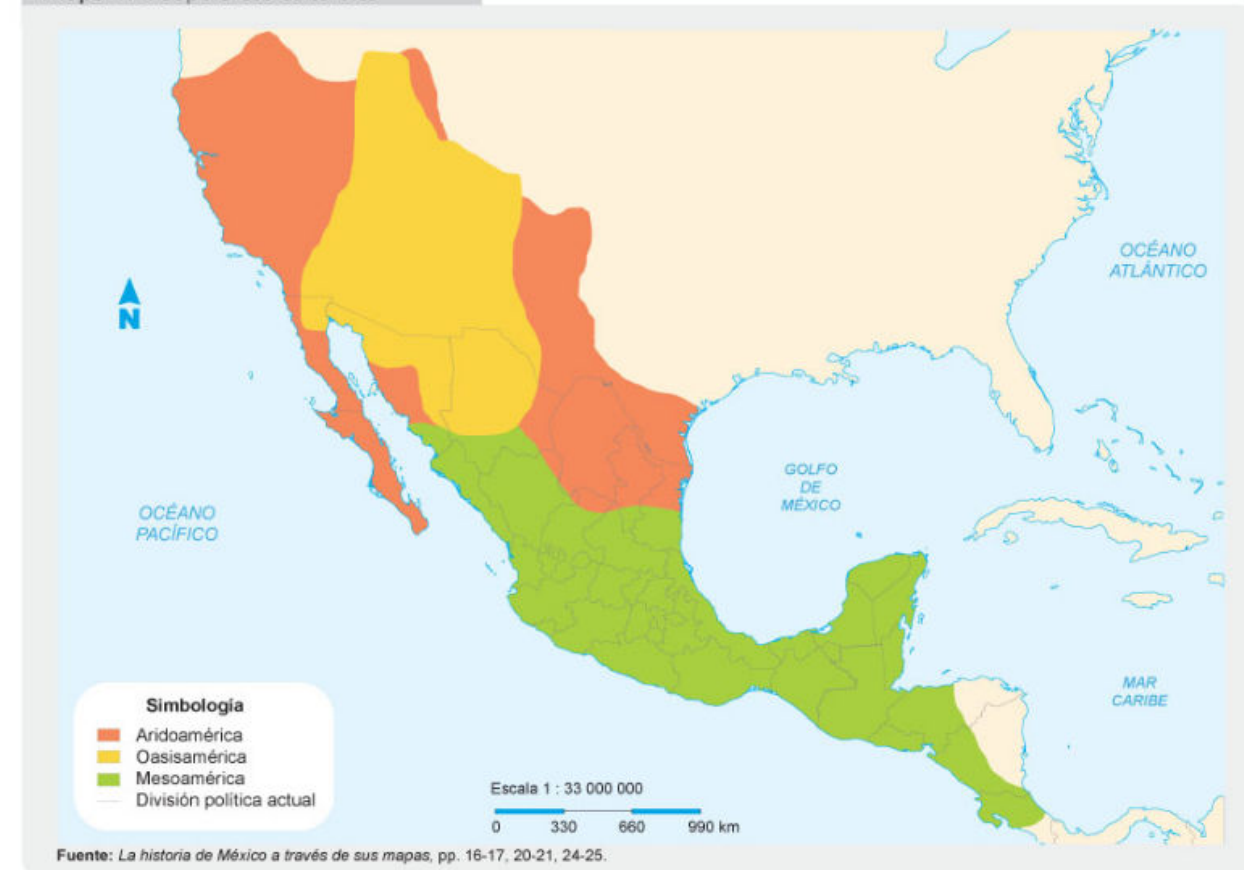 OCÉANO
ATLÁNTICO
N
GOLFO
DE
MÉXICO
OCÉANO
PACÍFICO
MAR
CARIBE
Simbología
Aridoamérica
Oasisamérica
Mesoamérica
División política actual
Escala 1 : 33 000 000
0 330 660 990 km
Fuente: La historia de México a través de sus mapas, pp. 16-17, 20-21, 24-25.